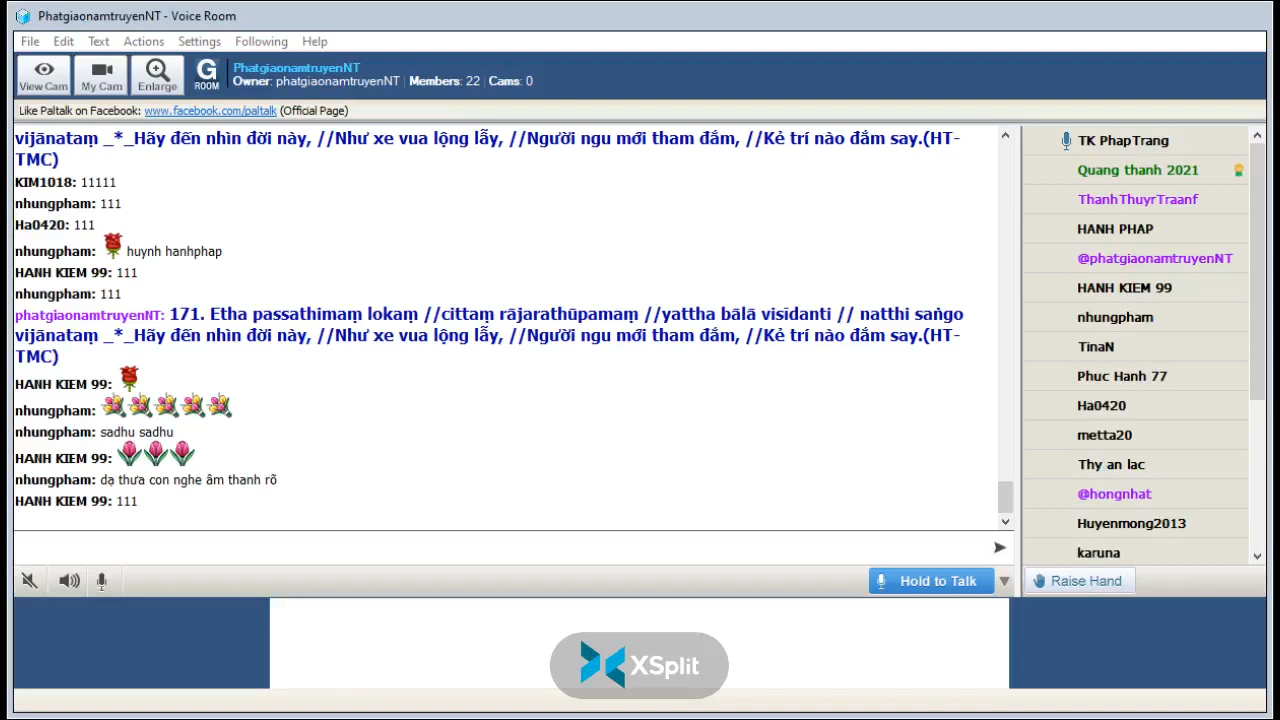 PhatgiaonamtruyenNT - Voice Room
File Edit Text Actions Settings Following Help
View Cam My Cam Enlarge G ROOM
PhatgiaonamtruyenNT
Owner: phatgiaonamtruyenNT | Members: 22 | Cams: 0
Like Paltalk on Facebook: www.facebook.com/paltalk (Official Page)
vijānataṃ _*_Hãy đến nhìn đời này, //Như xe vua lộng lẫy, //Người ngu mới tham đắm, //Kẻ trí nào đắm say.(HT-
TMC)
KIM1018: 11111
nhungpham: 111
Ha0420: 111
nhungpham: huynh hanhphap
HANH KIEM 99: 111
nhungpham: 111
phatgiaonamtruyenNT: 171. Etha passathimaṃ lokaṃ //cittaṃ rājarathūpamaṃ //yattha bālā visīdanti // natthi saṅgo
vijānataṃ _*_Hãy đến nhìn đời này, //Như xe vua lộng lẫy, //Người ngu mới tham đắm, //Kẻ trí nào đắm say.(HT-
TMC)
HANH KIEM 99:
nhungpham:
nhungpham: sadhu sadhu
HANH KIEM 99:
nhungpham: dạ thưa con nghe âm thanh rõ
HANH KIEM 99: 111
TK PhapTrang
Quang thanh 2021
ThanhThuyrTraanf
HANH PHAP
@phatgiaonamtruyenNT
HANH KIEM 99
nhungpham
TinaN
Phuc Hanh 77
Ha0420
metta20
Thy an lac
@hongnhat
Huyenmong2013
karuna
Hold to Talk
Raise Hand
XSplit